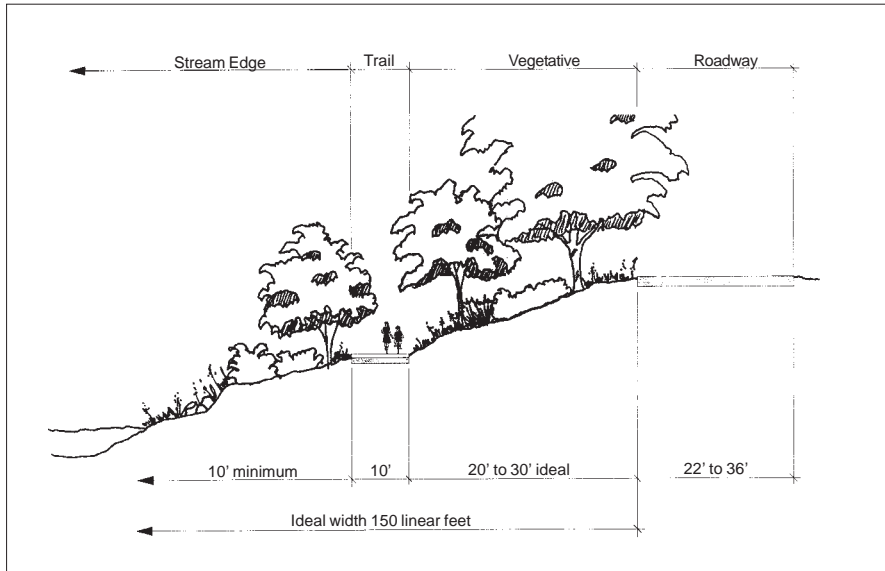 Stream Edge Trail Vegetative Roadway
10' minimum 10' 20' to 30' ideal 22' to 36'
Ideal width 150 linear feet